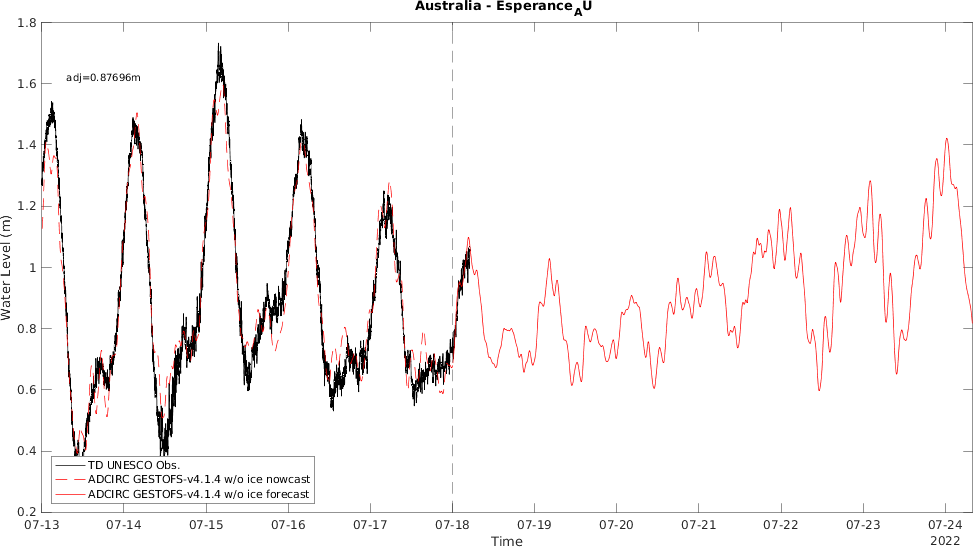 Australia - Esperance_AU
1.8
adj=0.87696m
1.6
1.4
1.2
1
0.8
0.6
0.4
0.2
Water Level (m)
TD UNESCO Obs.
ADCIRC GESTOFS-v4.1.4 w/o ice nowcast
ADCIRC GESTOFS-v4.1.4 w/o ice forecast
07-13 07-14 07-15 07-16 07-17 07-18 07-19 07-20 07-21 07-22 07-23 07-24
Time
2022